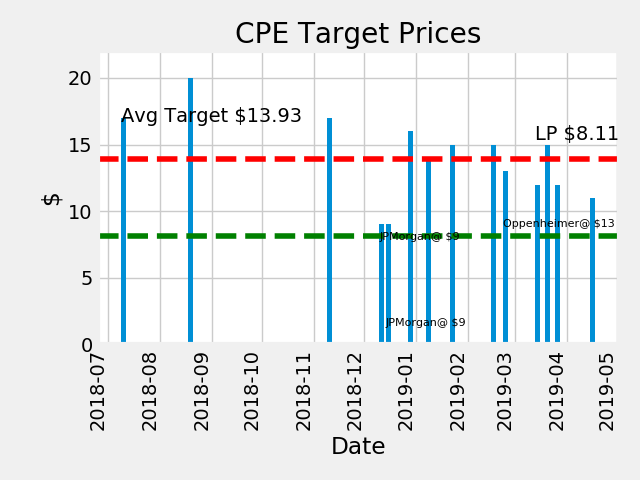 CPE Target Prices
20
Avg Target $13.93
LP $8.11
15
$
10
Oppenheimer@ $13
JPMorgan@ $9
5
JPMorgan@ $9
0
2018-07
2018-08
2018-09
2018-10
2018-11
2018-12
2019-01
2019-02
2019-03
2019-04
2019-05
Date